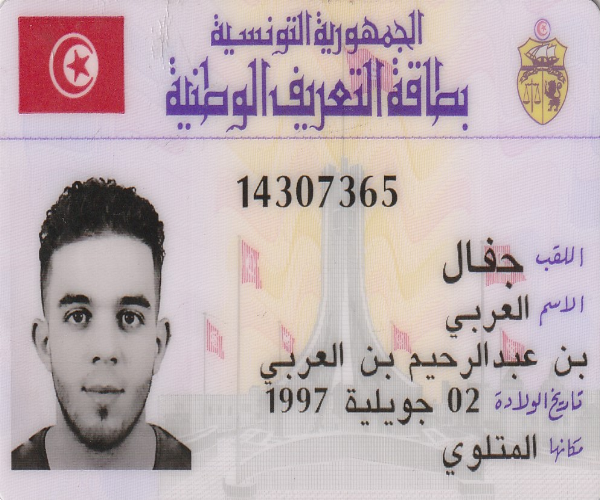 الجمهورية التونسية
بطاقة التعريف الوطنية
14307365
اللقب جفال
الاسم العربي
بن عبدالرحيم بن العربي
تاريخ الولادة 02 جويلية 1997
مكانها المتلوي